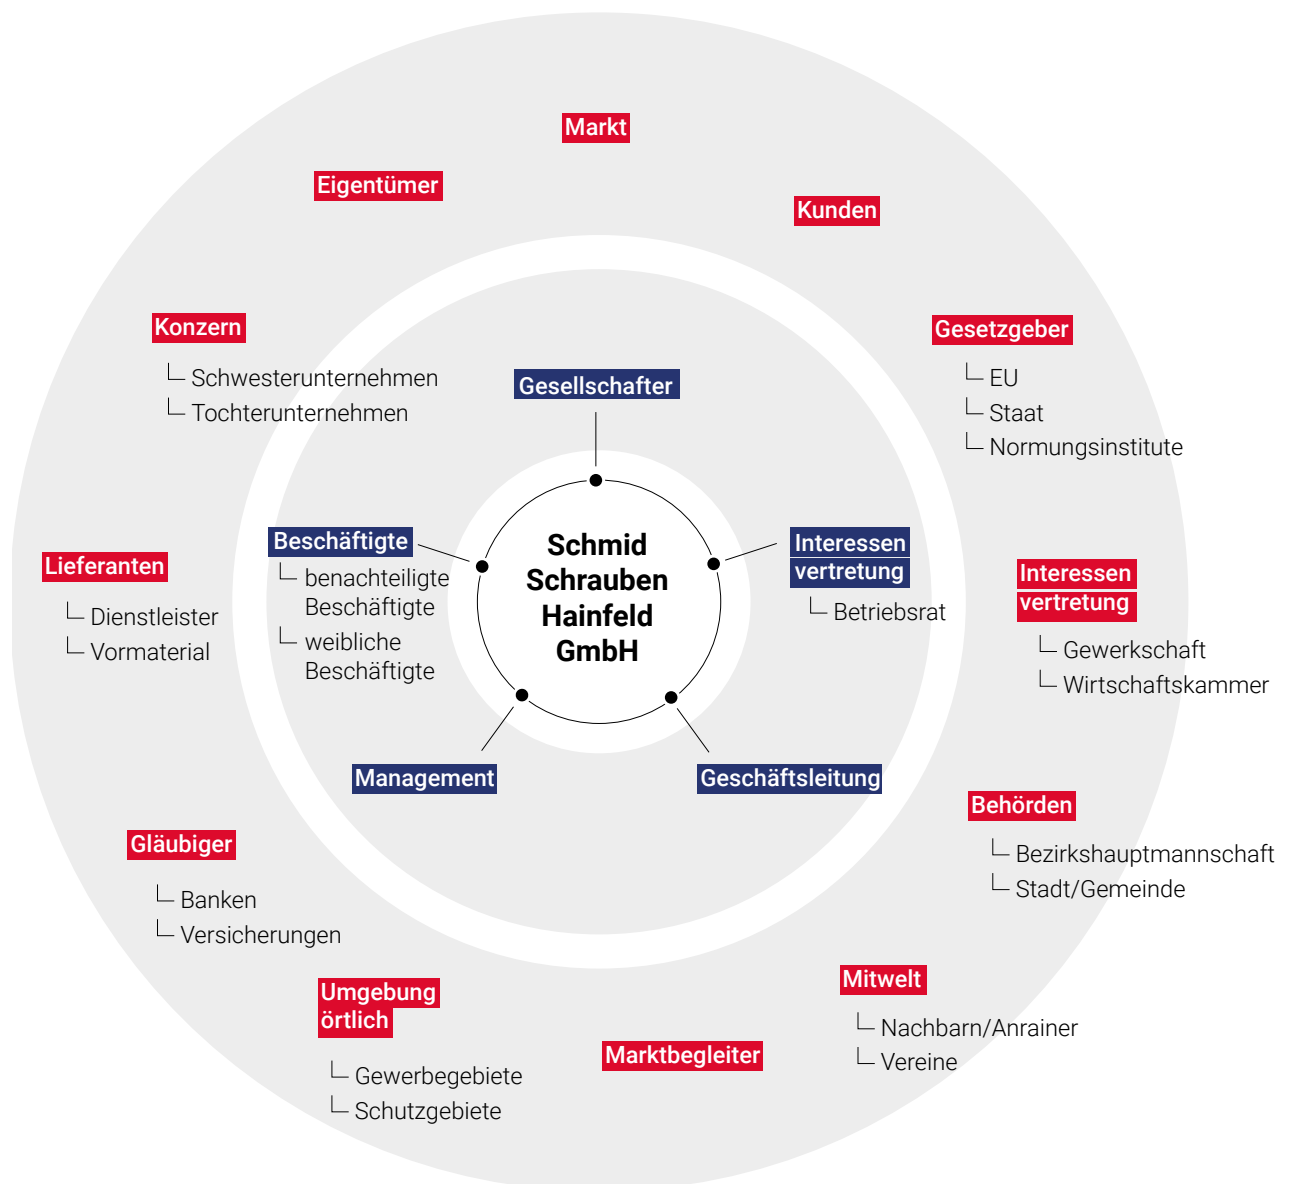 Markt
Eigentümer
Kunden
Konzern
Schwesterunternehmen
Tochterunternehmen
Gesetzgeber
EU
Staat
Normungsinstitute
Gesellschafter
Beschäftigte
benachteiligte
Beschäftigte
weibliche
Beschäftigte
Schmid
Schrauben
Hainfeld
GmbH
Interessen
vertretung
Betriebsrat
Lieferanten
Dienstleister
Vormaterial
Interessen
vertretung
Gewerkschaft
Wirtschaftskammer
Management
Geschäftsleitung
Behörden
Bezirkshauptmannschaft
Stadt/Gemeinde
Gläubiger
Banken
Versicherungen
Umgebung
örtlich
Gewerbegebiete
Schutzgebiete
Marktbegleiter
Mitwelt
Nachbarn/Anrainer
Vereine